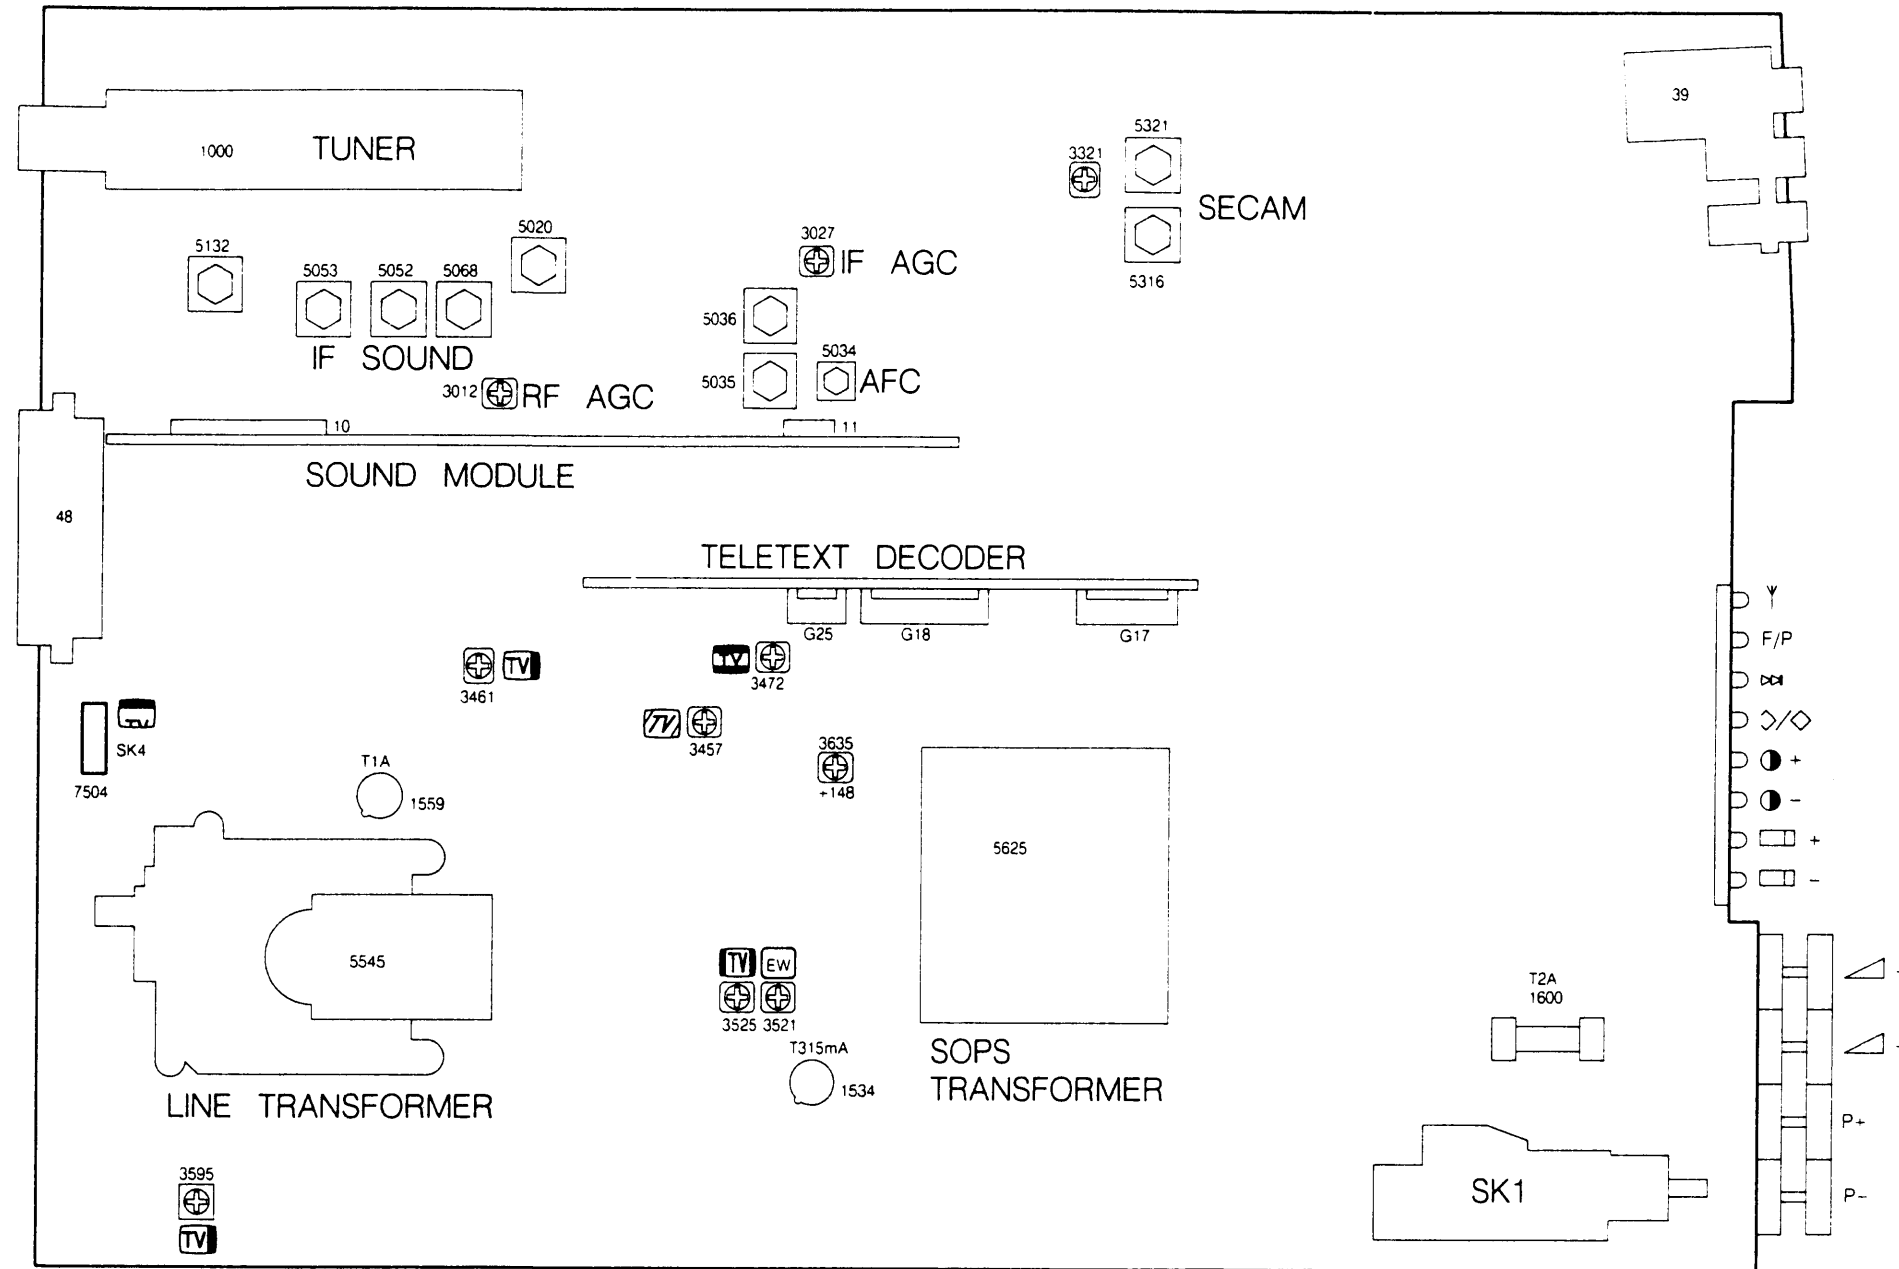 39
5321
1000 TUNER
3321
SECAM
5132
5020
3027
IF AGC
5053 5052 5068
5316
5036
IF SOUND
5034
3012 RF AGC
5035
AFC
10
11
SOUND MODULE
48
TELETEXT DECODER
G25
G18
G17
F/P
TV
3461
TV
3472
TV
3457
TV
SK4
7504
3635
+148
T1A
1559
+
-
+
-
5625
5545
TV EW
3525 3521
T2A
1600
T315mA
1534
SOPS
TRANSFORMER
LINE TRANSFORMER
P+
3595
TV
SK1
P-